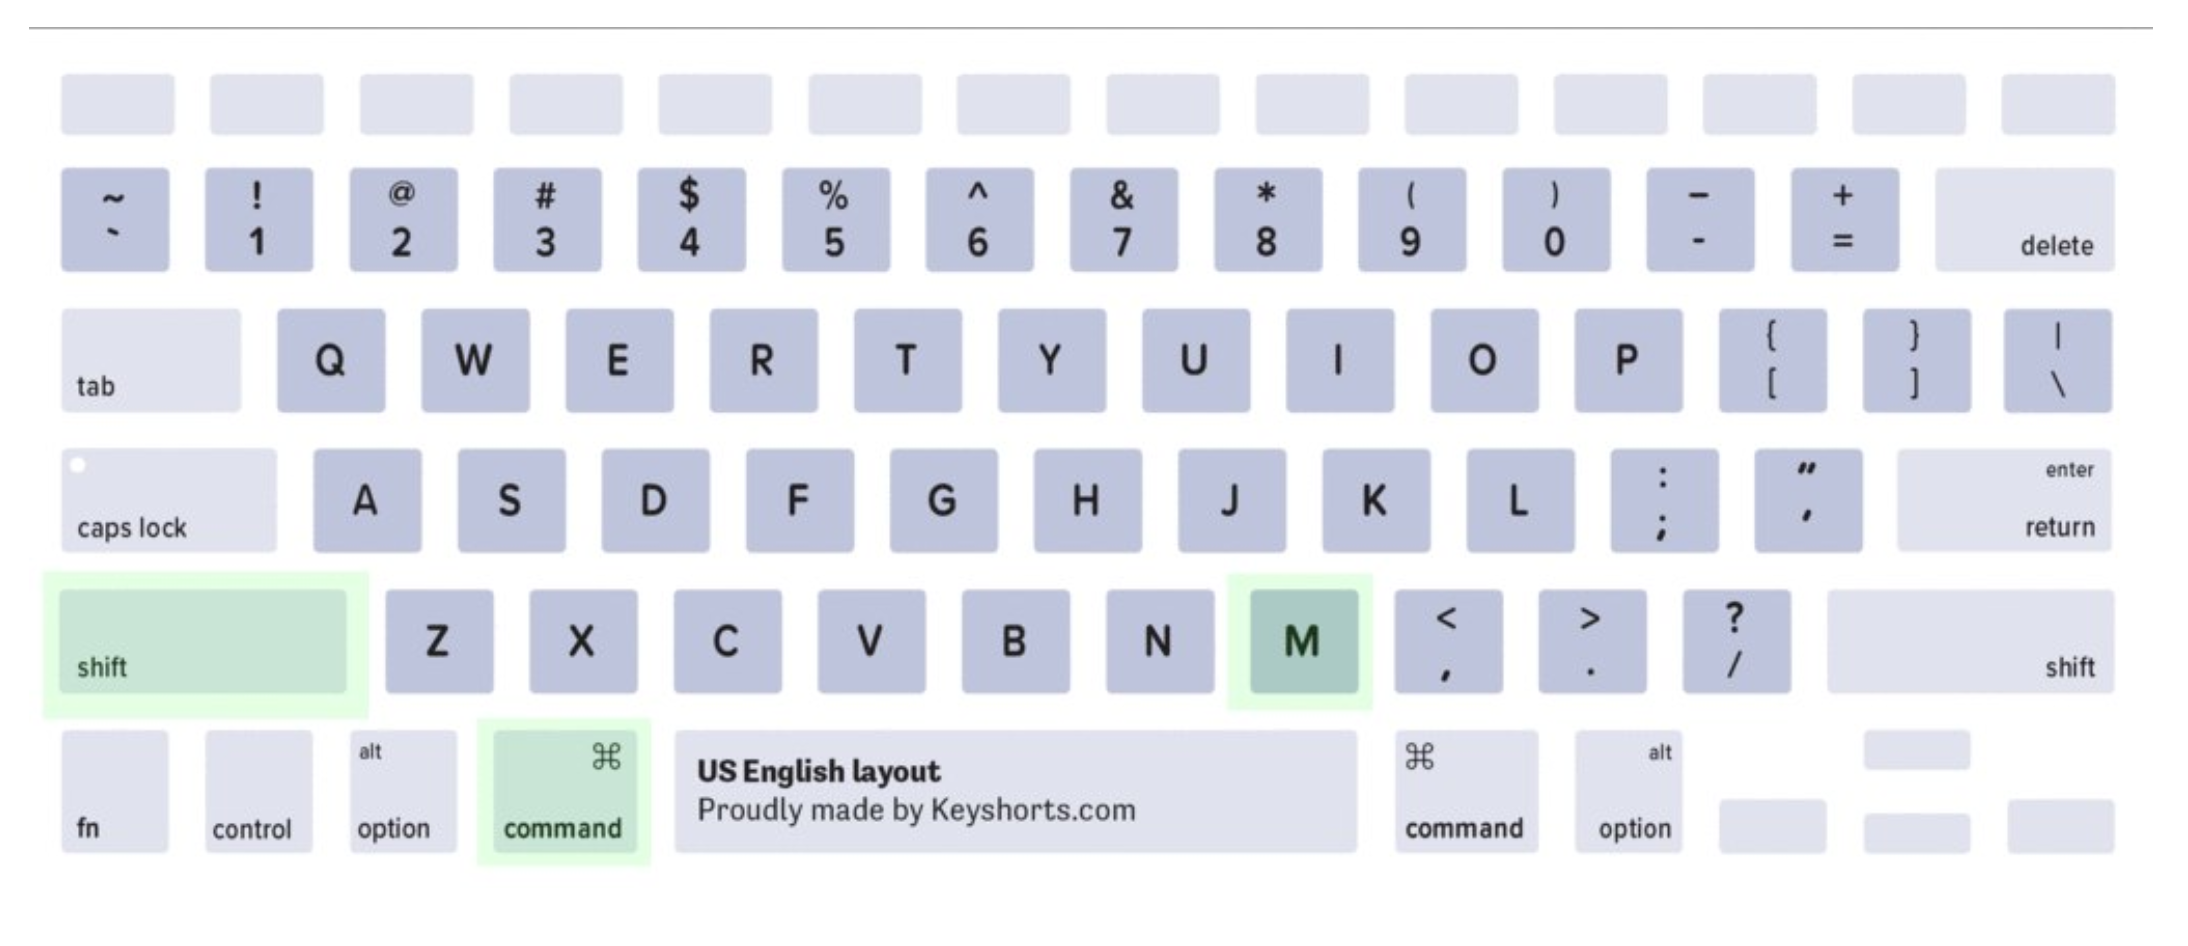 ~ ! @ # $ % ^ & * ( ) – +
` 1 2 3 4 5 6 7 8 9 0 - = delete
{ } |
tab Q W E R T Y U I O P [ ] \
: " enter
caps lock A S D F G H J K L ; ' return
< > ?
shift Z X C V B N M , . / shift
alt ⌘ ⌘ alt
US English layout
Proudly made by Keyshorts.com
fn control option command command option